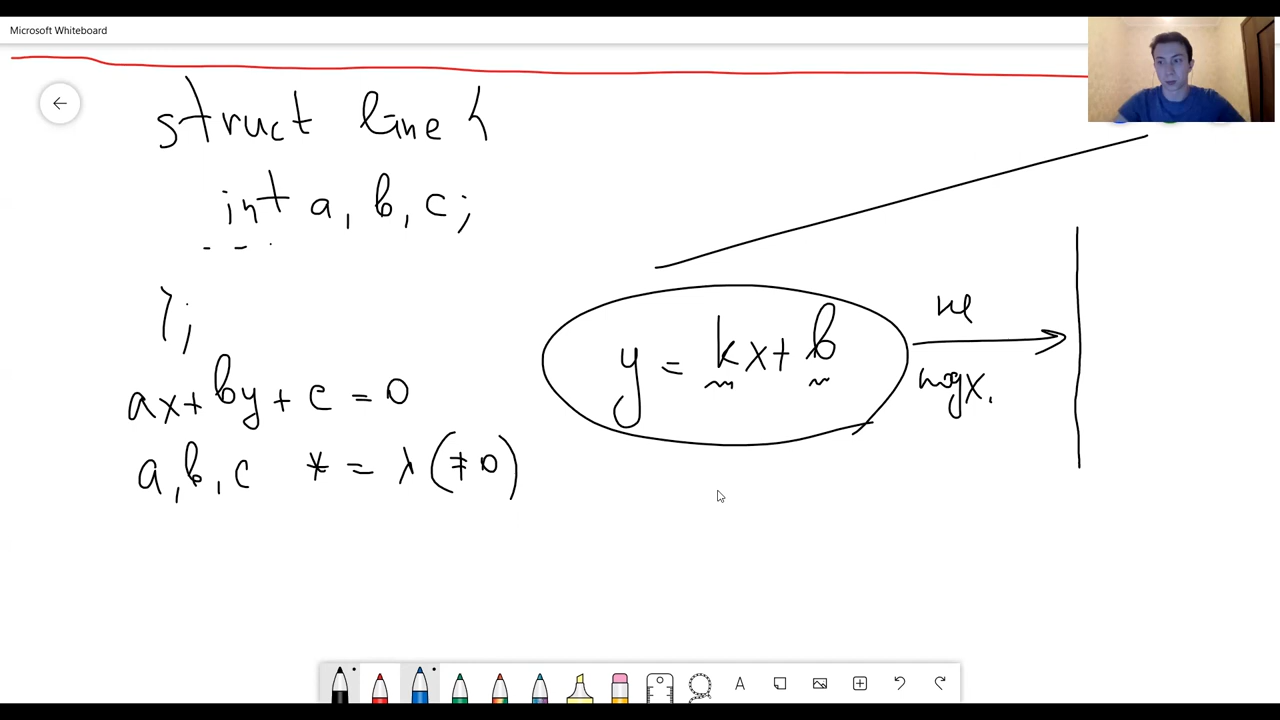 Microsoft Whiteboard
struct line {
int a, b, c;
};
ax + by + c = 0
a, b, c * = λ (≠ 0)
y = kx + b
не
подх.
A